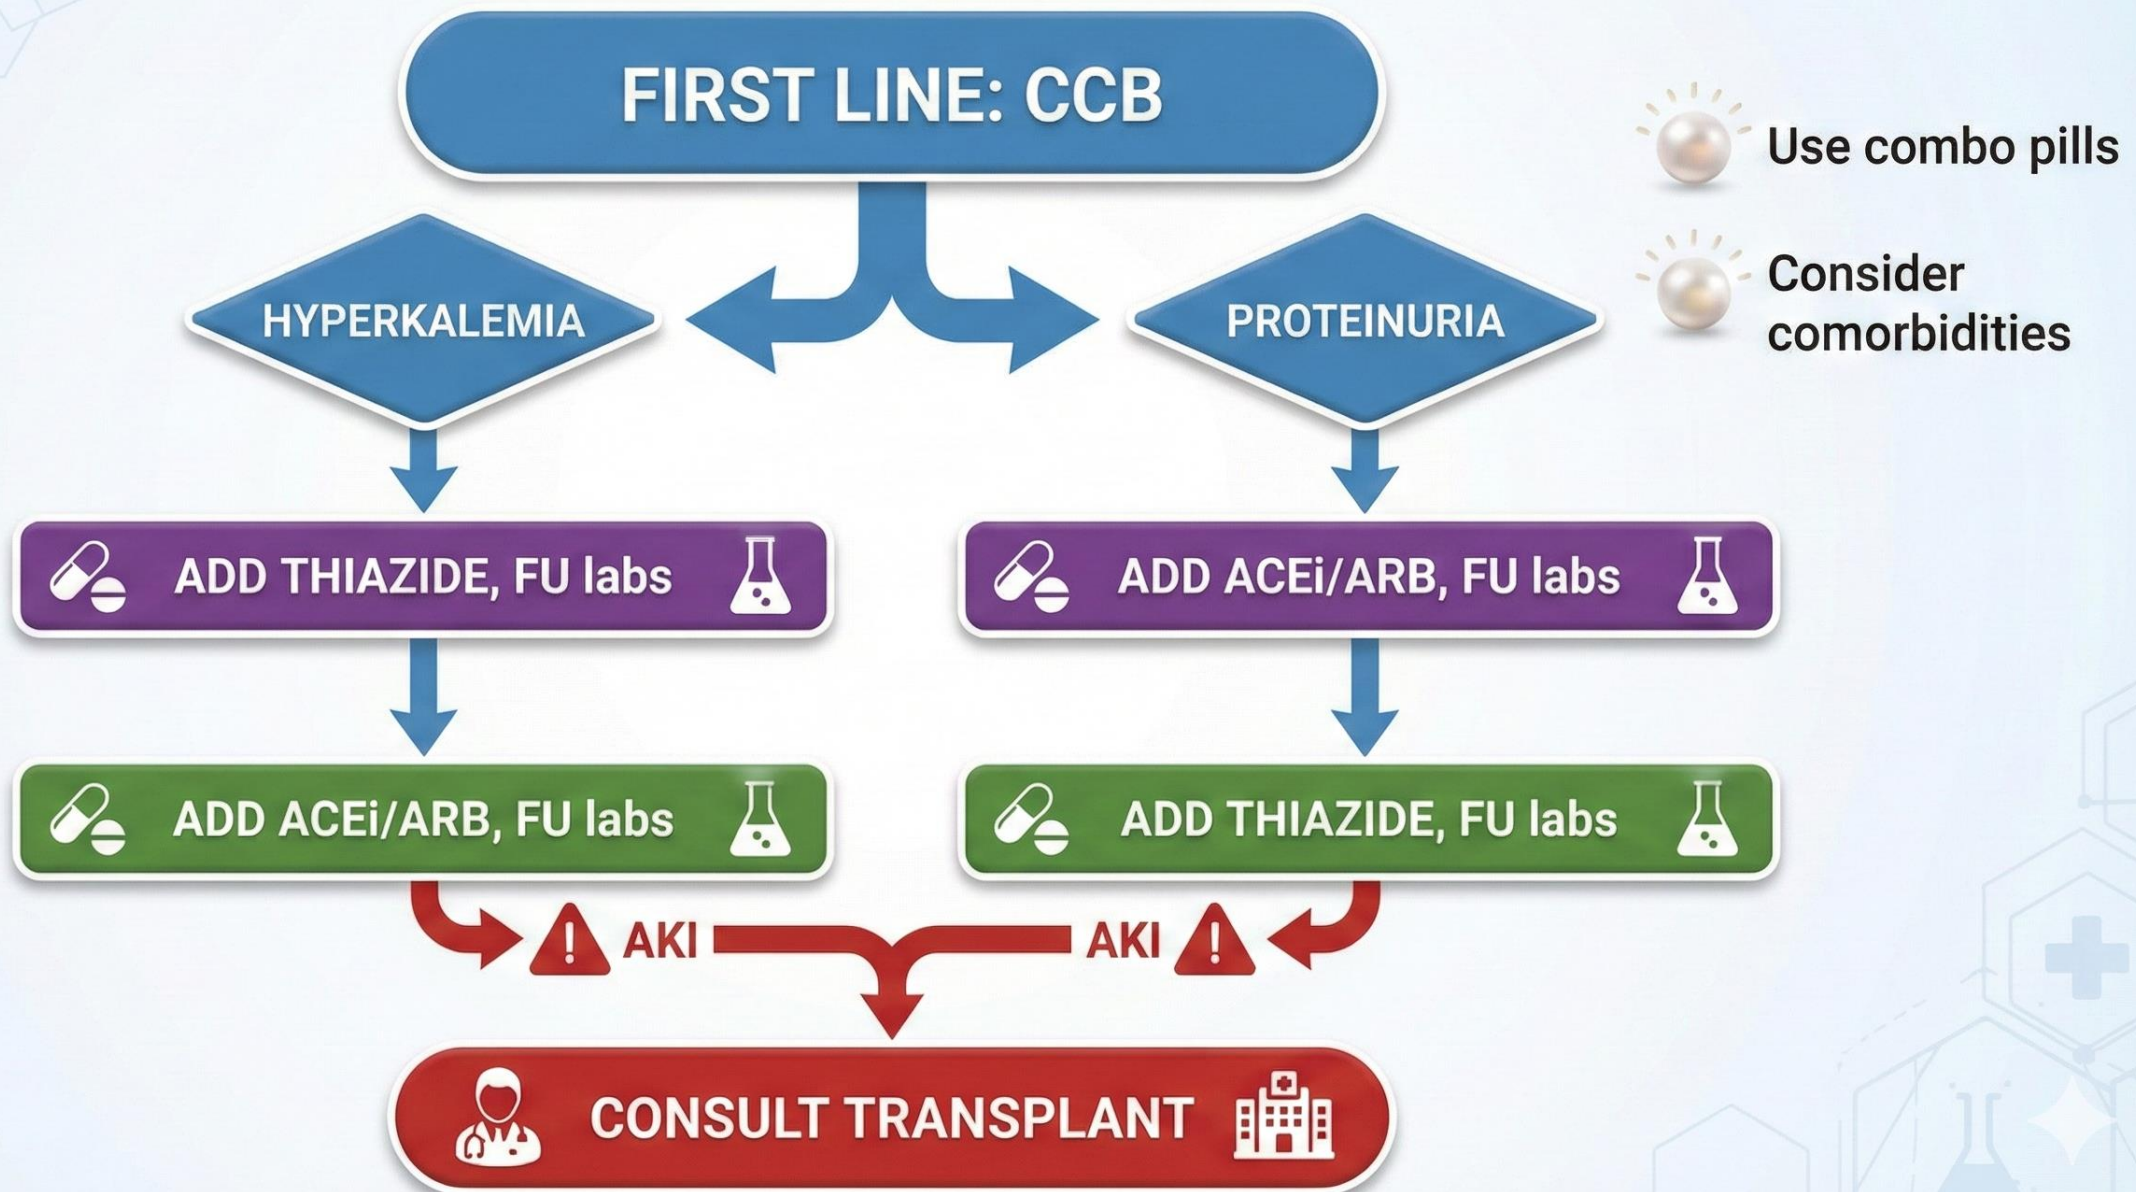 FIRST LINE: CCB
Use combo pills
Consider
comorbidities
HYPERKALEMIA
PROTEINURIA
ADD THIAZIDE, FU labs
ADD ACEi/ARB, FU labs
ADD ACEi/ARB, FU labs
ADD THIAZIDE, FU labs
AKI
AKI
CONSULT TRANSPLANT